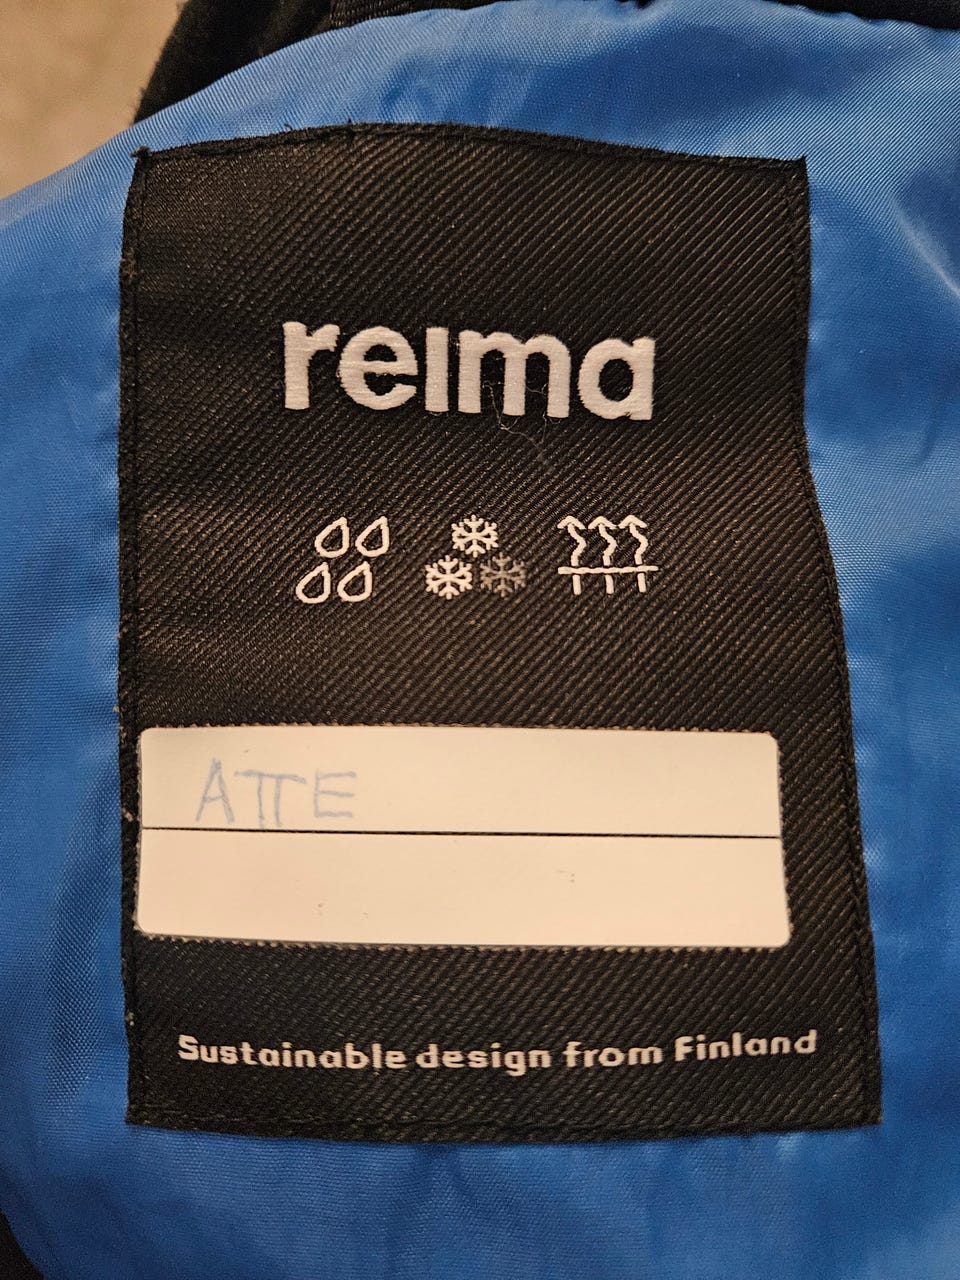 reima
ATTE
Sustainable design from Finland